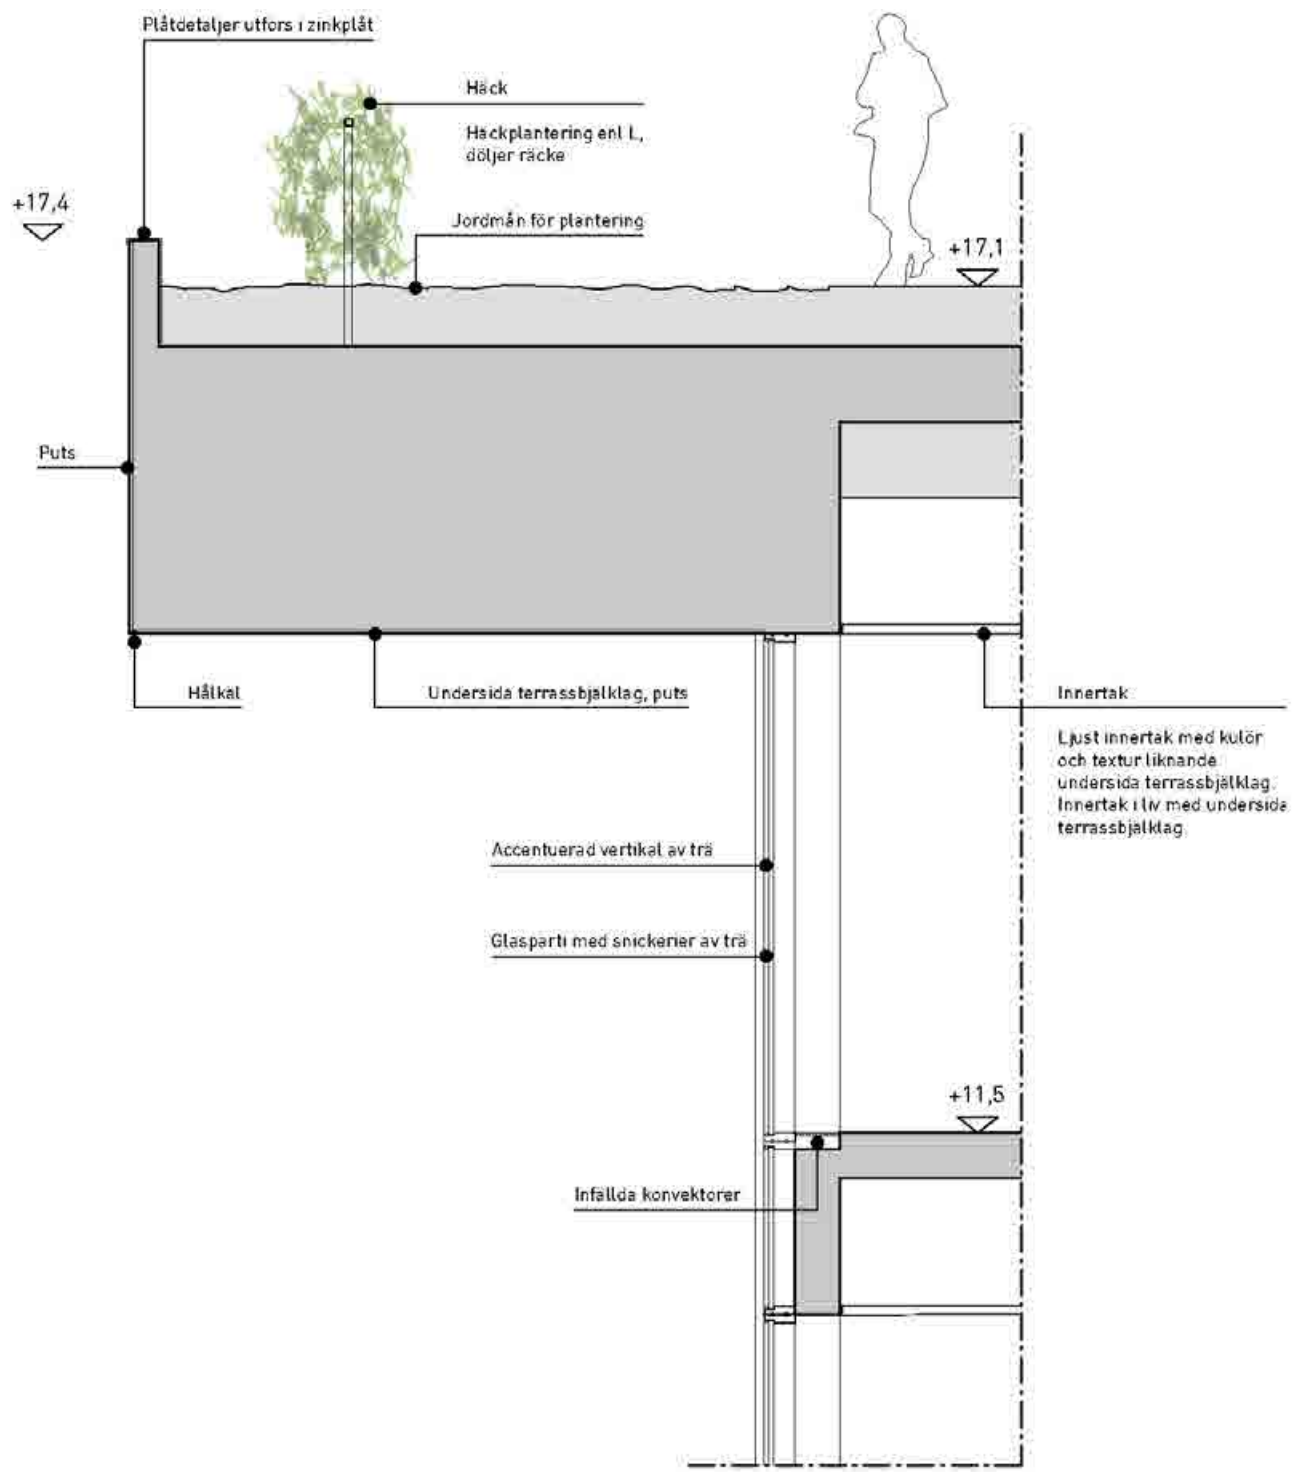 Plåtdetaljer utförs i zinkplåt
Häck
Häckplantering enl L,
döljer räcke
+17,4
Jordmån för plantering
+17,1
Puts
Hålkäl
Undersida terrassbjälklag, puts
Innertak
Ljust innertak med kulör
och textur liknande
undersida terrassbjälklag.
Innertak i liv med undersida
terrassbjälklag.
Accentuerad vertikal av trä
Glasparti med snickerier av trä
+11,5
Infällda konvektorer